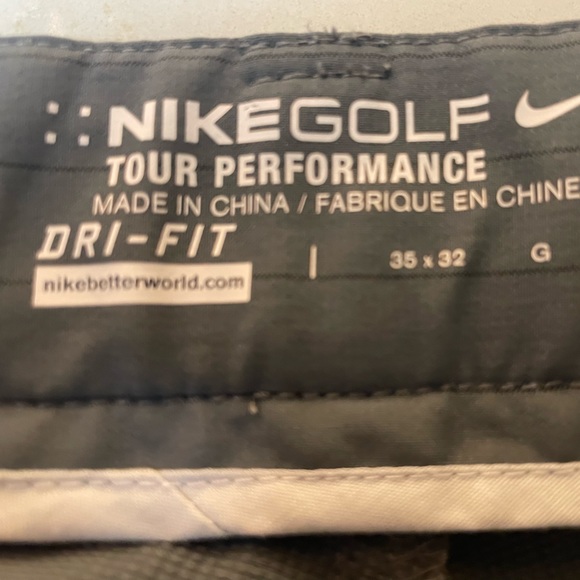 NIKEGOLF
TOUR PERFORMANCE
MADE IN CHINA / FABRIQUE EN CHINE
DRI-FIT
35 x 32 G
nikebetterworld.com